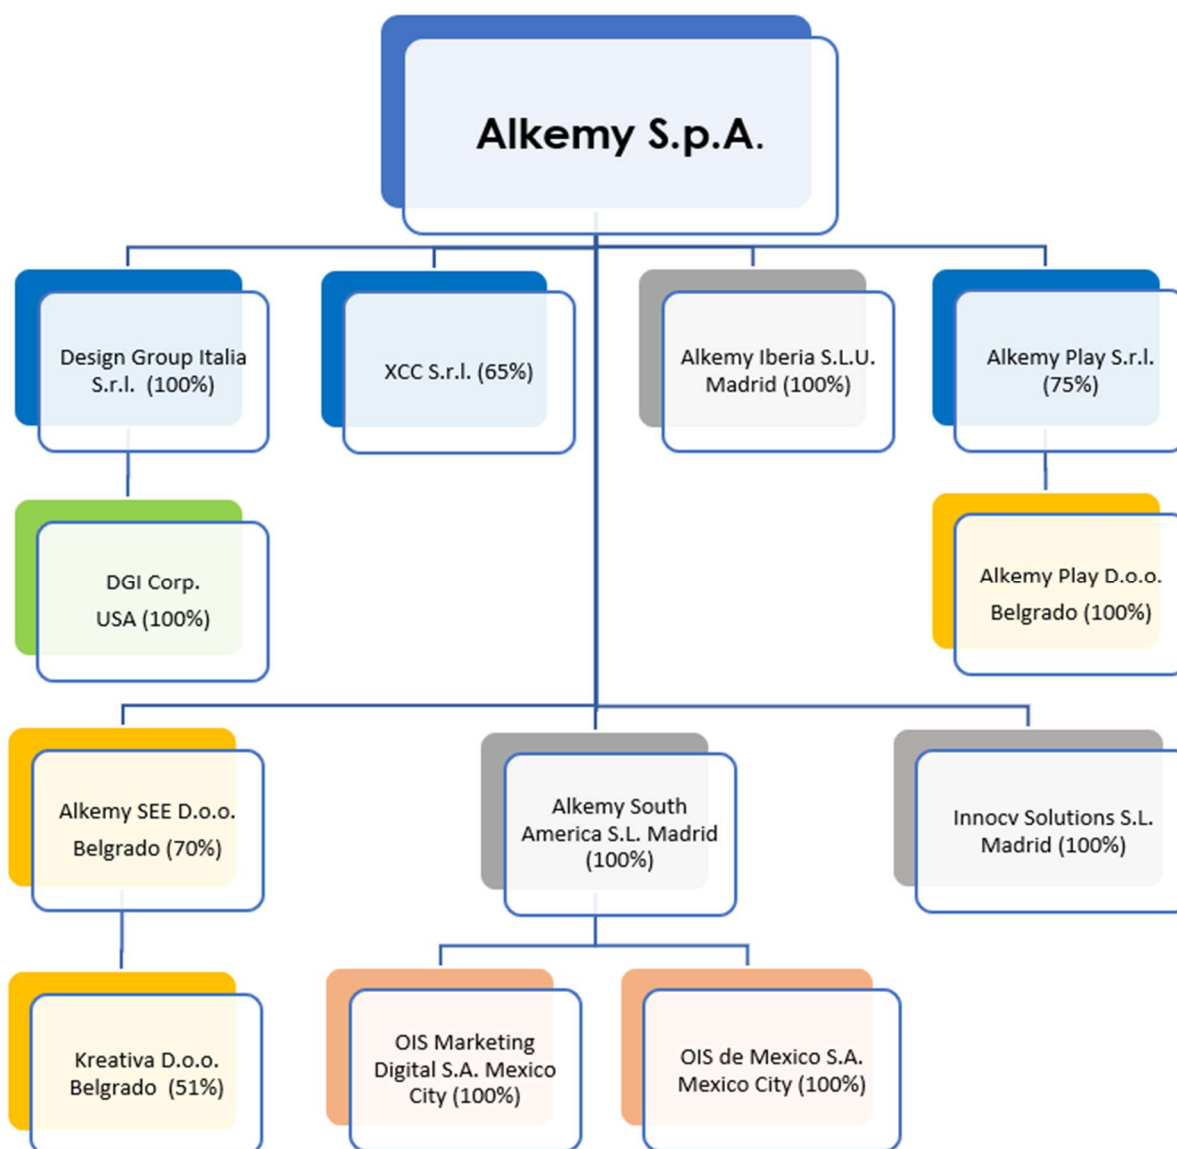 Alkemy S.p.A.
Design Group Italia
S.r.l. (100%)
XCC S.r.l. (65%)
Alkemy Iberia S.L.U.
Madrid (100%)
Alkemy Play S.r.l.
(75%)
DGI Corp.
USA (100%)
Alkemy Play D.o.o.
Belgrado (100%)
Alkemy SEE D.o.o.
Belgrado (70%)
Alkemy South
America S.L. Madrid
(100%)
Innocv Solutions S.L.
Madrid (100%)
Kreativa D.o.o.
Belgrado (51%)
OIS Marketing
Digital S.A. Mexico
City (100%)
OIS de Mexico S.A.
Mexico City (100%)